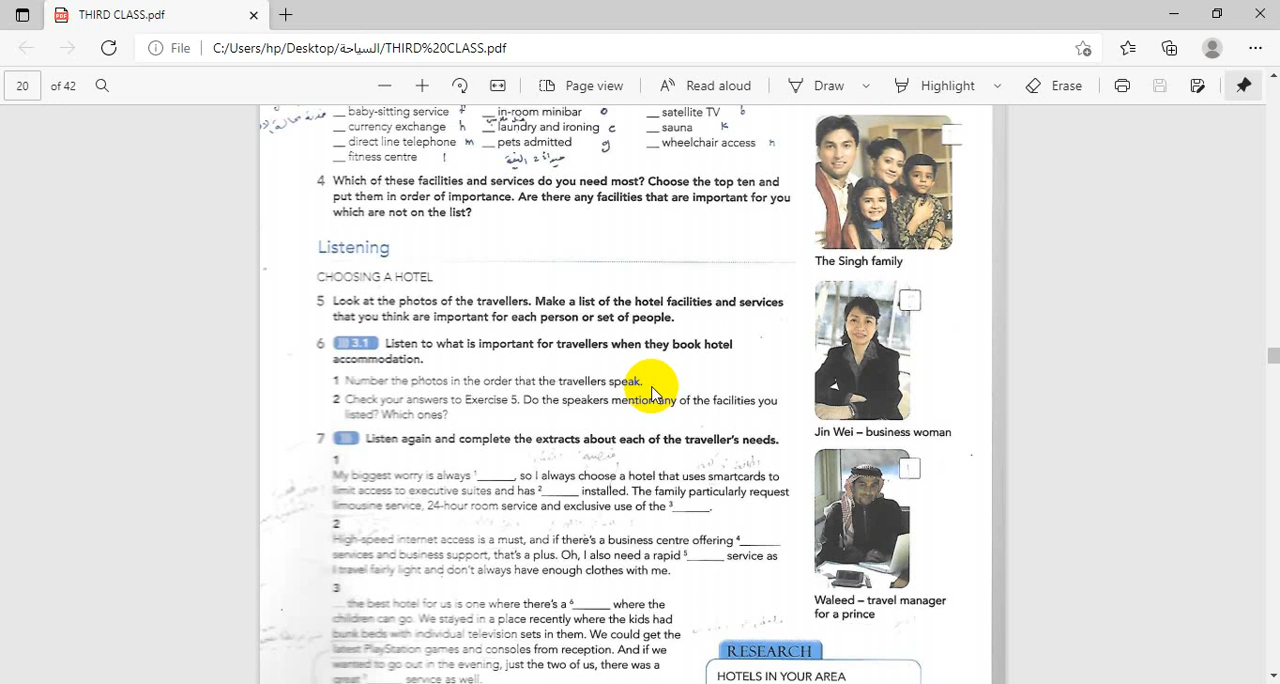 THIRD CLASS.pdf
File C:/Users/hp/Desktop/السياحة/THIRD%20CLASS.pdf
20 of 42 Page view Read aloud Draw Highlight Erase
__ baby-sitting service f __ in-room minibar o __ satellite TV b
__ currency exchange h __ laundry and ironing c __ sauna k
__ direct line telephone m __ pets admitted g __ wheelchair access n
__ fitness centre l
4 Which of these facilities and services do you need most? Choose the top ten and
put them in order of importance. Are there any facilities that are important for you
which are not on the list?
Listening
CHOOSING A HOTEL
5 Look at the photos of the travellers. Make a list of the hotel facilities and services
that you think are important for each person or set of people.
6 3.1 Listen to what is important for travellers when they book hotel
accommodation.
1 Number the photos in the order that the travellers speak.
2 Check your answers to Exercise 5. Do the speakers mention any of the facilities you
listed? Which ones?
7 Listen again and complete the extracts about each of the traveller's needs.
1
My biggest worry is always ¹______, so I always choose a hotel that uses smartcards to
limit access to executive suites and has ²______ installed. The family particularly request
limousine service, 24-hour room service and exclusive use of the ³______.
2
High-speed internet access is a must, and if there's a business centre offering ⁴______
services and business support, that's a plus. Oh, I also need a rapid ⁵______ service as
I travel fairly light and don't always have enough clothes with me.
3
the best hotel for us is one where there's a ⁶______ where the
children can go. We stayed in a place recently where the kids had
bunk beds with individual television sets in them. We could get the
latest PlayStation games and consoles from reception. And if we
wanted to go out in the evening, just the two of us, there was a
great ⁷______ service as well.
The Singh family
Jin Wei – business woman
Waleed – travel manager
for a prince
RESEARCH
HOTELS IN YOUR AREA